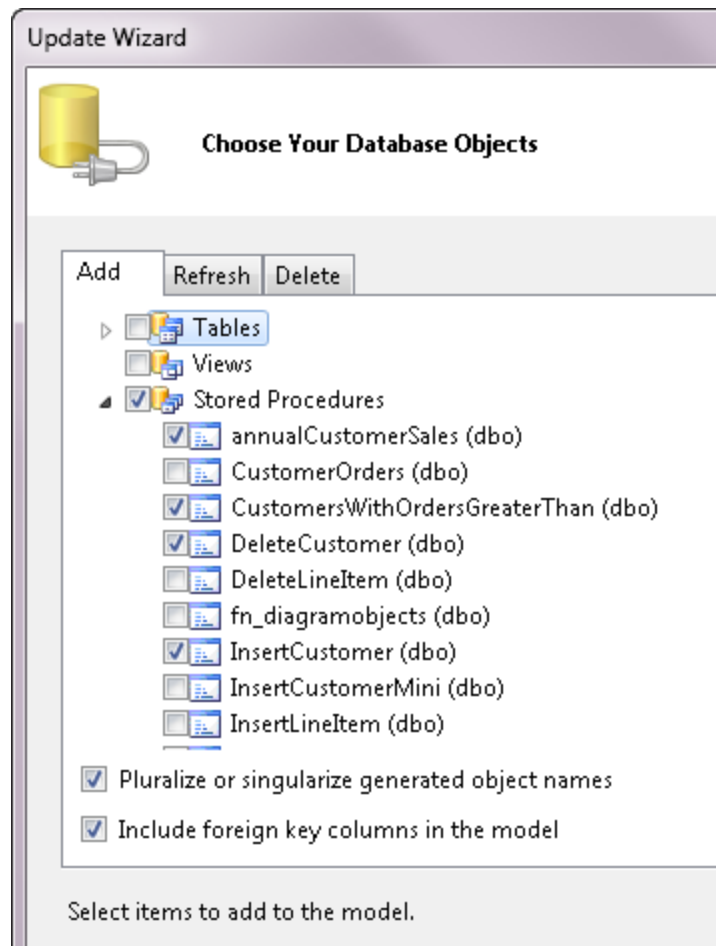 Update Wizard
Choose Your Database Objects
Add Refresh Delete
Tables
Views
Stored Procedures
annualCustomerSales (dbo)
CustomerOrders (dbo)
CustomersWithOrdersGreaterThan (dbo)
DeleteCustomer (dbo)
DeleteLineItem (dbo)
fn_diagramobjects (dbo)
InsertCustomer (dbo)
InsertCustomerMini (dbo)
InsertLineItem (dbo)
Pluralize or singularize generated object names
Include foreign key columns in the model
Select items to add to the model.